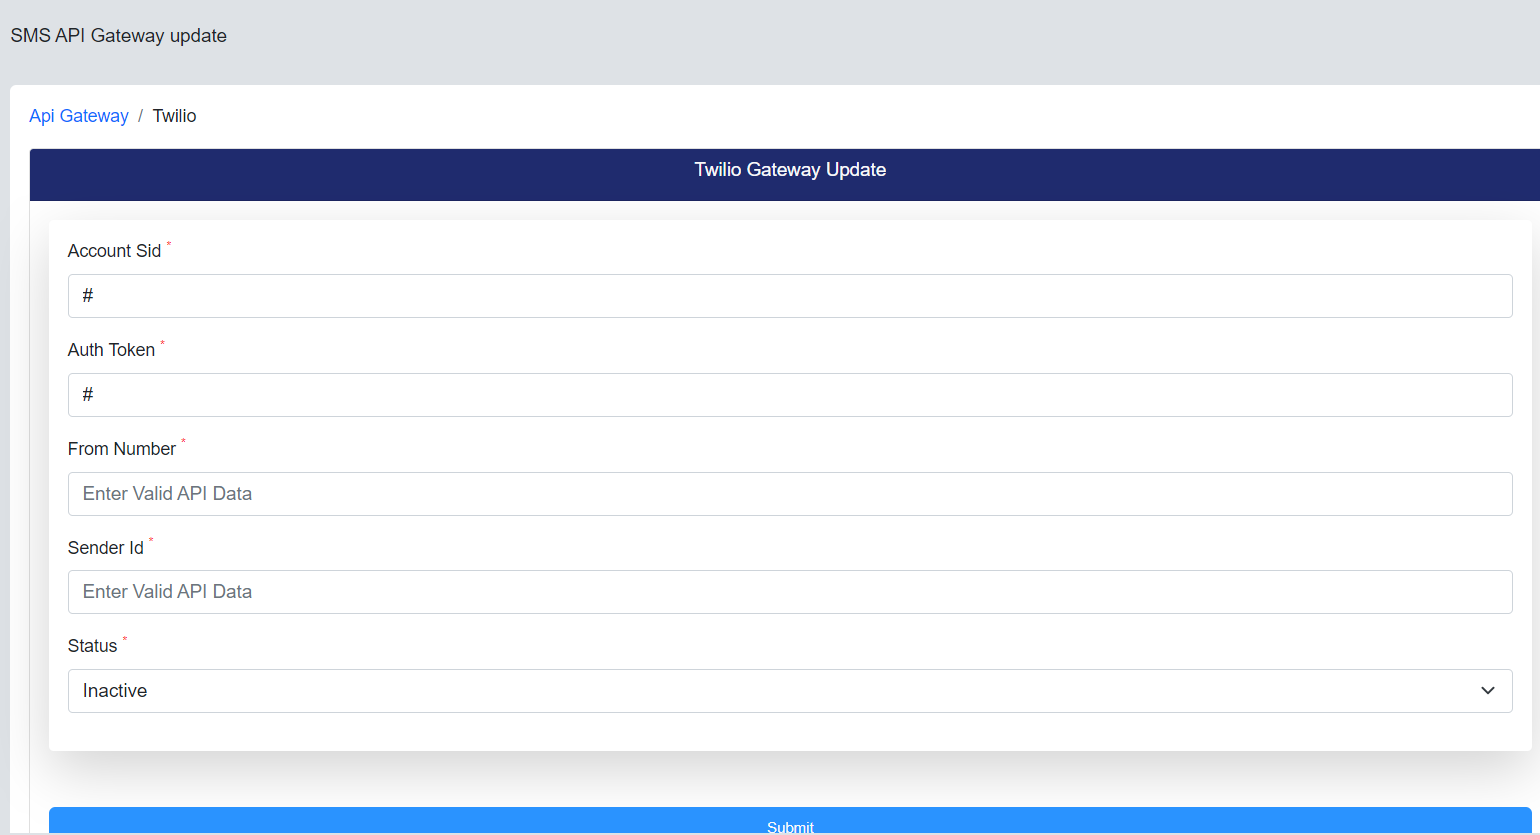 SMS API Gateway update
Api Gateway / Twilio
Twilio Gateway Update
Account Sid *
#
Auth Token *
#
From Number *
Enter Valid API Data
Sender Id *
Enter Valid API Data
Status *
Inactive
Submit